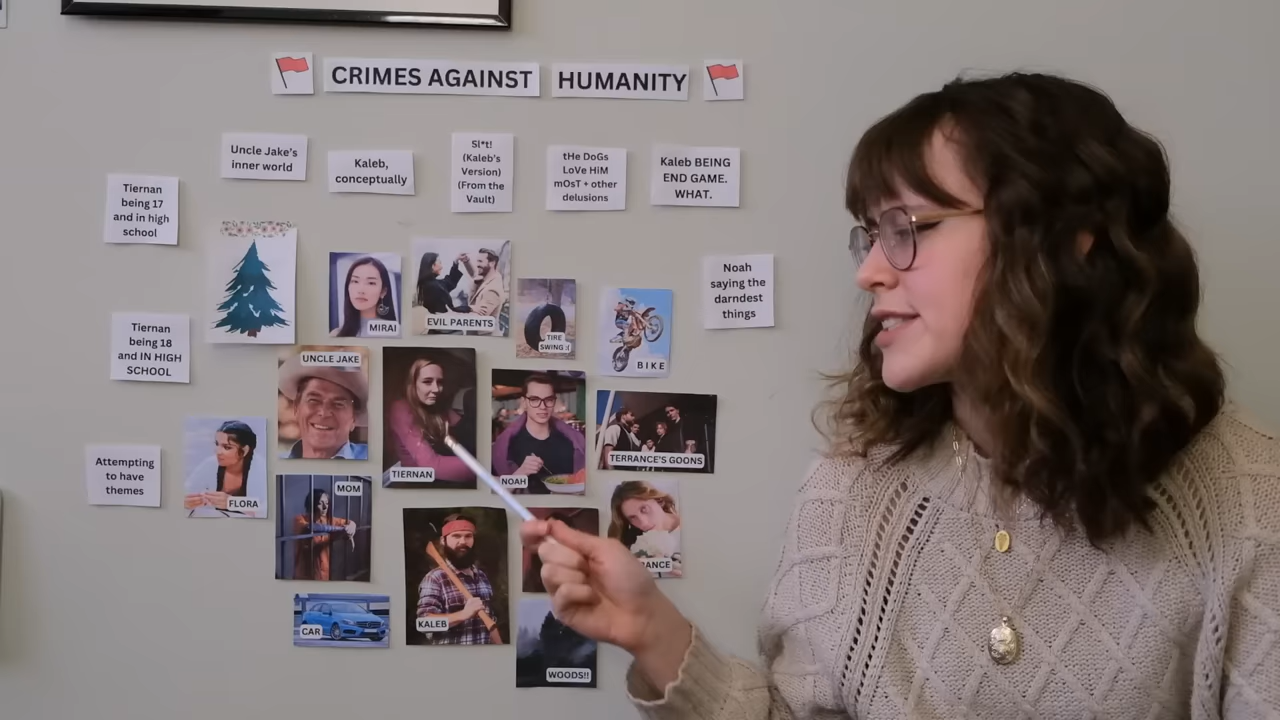 CRIMES AGAINST HUMANITY
Uncle Jake's
inner world
Kaleb,
conceptually
Sl*t!
(Kaleb's
Version)
(From the
Vault)
tHe DoGs
LoVe HiM
mOsT + other
delusions
Kaleb BEING
END GAME.
WHAT.
Tiernan
being 17
and in high
school
Noah
saying the
darndest
things
MIRAI
EVIL PARENTS
TIRE
SWING :(
BIKE
Tiernan
being 18
and IN HIGH
SCHOOL
UNCLE JAKE
TIERNAN
NOAH
TERRANCE'S GOONS
Attempting
to have
themes
FLORA
MOM
KALEB
CAR
WOODS!!